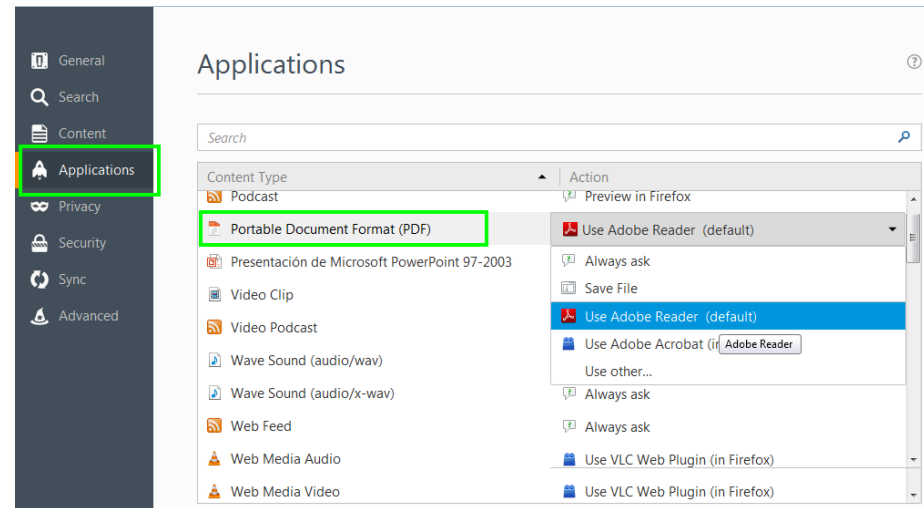 General
Search
Content
Applications
Privacy
Security
Sync
Advanced
Applications
Search
Content Type
Action
Podcast
Preview in Firefox
Portable Document Format (PDF)
Use Adobe Reader (default)
Presentación de Microsoft PowerPoint 97-2003
Always ask
Save File
Video Clip
Use Adobe Reader (default)
Video Podcast
Use Adobe Acrobat (in
Adobe Reader
Wave Sound (audio/wav)
Use other...
Wave Sound (audio/x-wav)
Always ask
Web Feed
Always ask
Web Media Audio
Use VLC Web Plugin (in Firefox)
Web Media Video
Use VLC Web Plugin (in Firefox)